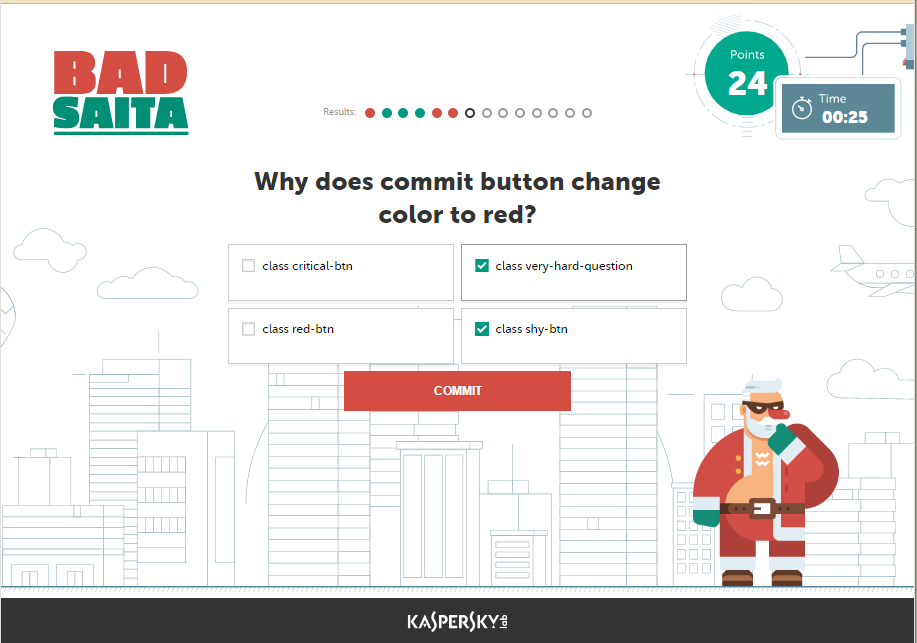 BAD
SAITA
Points
24
Time
00:25
Results:
Why does commit button change
color to red?
class critical-btn
class very-hard-question
class red-btn
class shy-btn
COMMIT
KASPERSKY lab